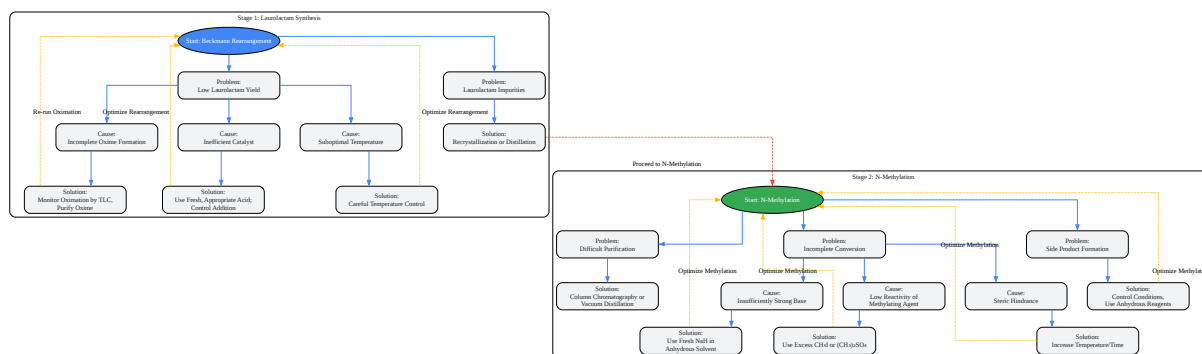 Stage 1: Laurolactam Synthesis
Start: Beckmann Rearrangement
Problem:
Low Laurolactam Yield
Problem:
Laurolactam Impurities
Re-run Oximation
Optimize Rearrangement
Optimize Rearrangement
Cause:
Incomplete Oxime Formation
Cause:
Inefficient Catalyst
Cause:
Suboptimal Temperature
Solution:
Recrystallization or Distillation
Solution:
Monitor Oximation by TLC,
Purify Oxime
Solution:
Use Fresh, Appropriate Acid;
Control Addition
Solution:
Careful Temperature Control
Proceed to N-Methylation
Stage 2: N-Methylation
Start: N-Methylation
Problem:
Difficult Purification
Problem:
Incomplete Conversion
Problem:
Side Product Formation
Optimize Methylation
Optimize Methylation
Optimize Methylation
Optimize Methylat
Solution:
Column Chromatography or
Vacuum Distillation
Cause:
Insufficiently Strong Base
Cause:
Low Reactivity of
Methylating Agent
Cause:
Steric Hindrance
Solution:
Control Conditions,
Use Anhydrous Reagents
Solution:
Use Fresh NaH in
Anhydrous Solvent
Solution:
Use Excess CH₃I or (CH₃)₂SO₄
Solution:
Increase Temperature/Time